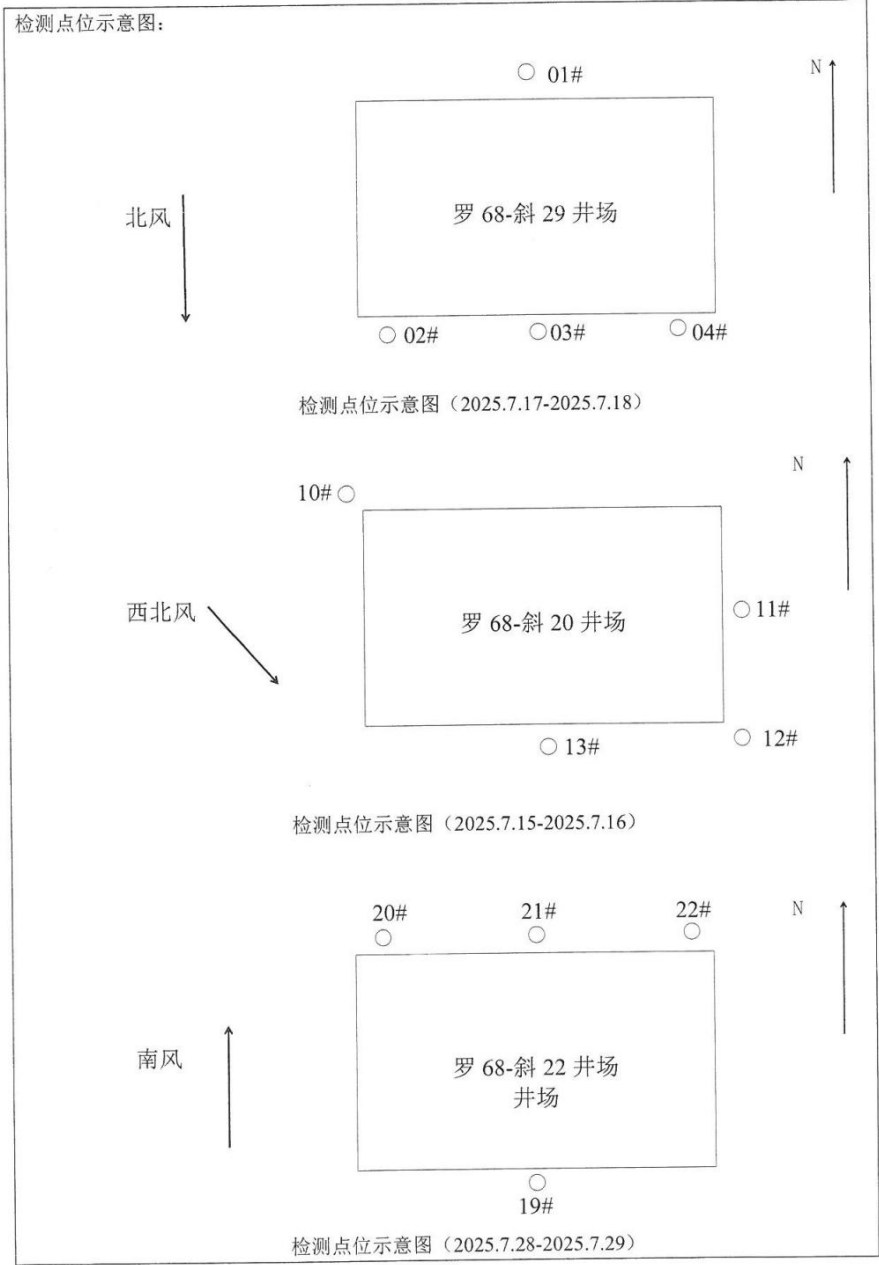 检测点位示意图：
01#
N
北风
罗 68-斜 29 井场
02#
03#
04#
检测点位示意图（2025.7.17-2025.7.18）
N
10#
西北风
罗 68-斜 20 井场
11#
13#
12#
检测点位示意图（2025.7.15-2025.7.16）
20#
21#
22#
N
南风
罗 68-斜 22 井场
井场
19#
检测点位示意图（2025.7.28-2025.7.29）